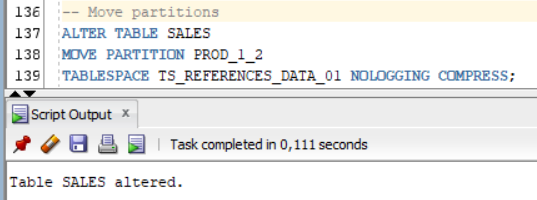 136 -- Move partitions
137 ALTER TABLE SALES
138 MOVE PARTITION PROD_1_2
139 TABLESPACE TS_REFERENCES_DATA_01 NOLOGGING COMPRESS;
Script Output x
Task completed in 0,111 seconds
Table SALES altered.